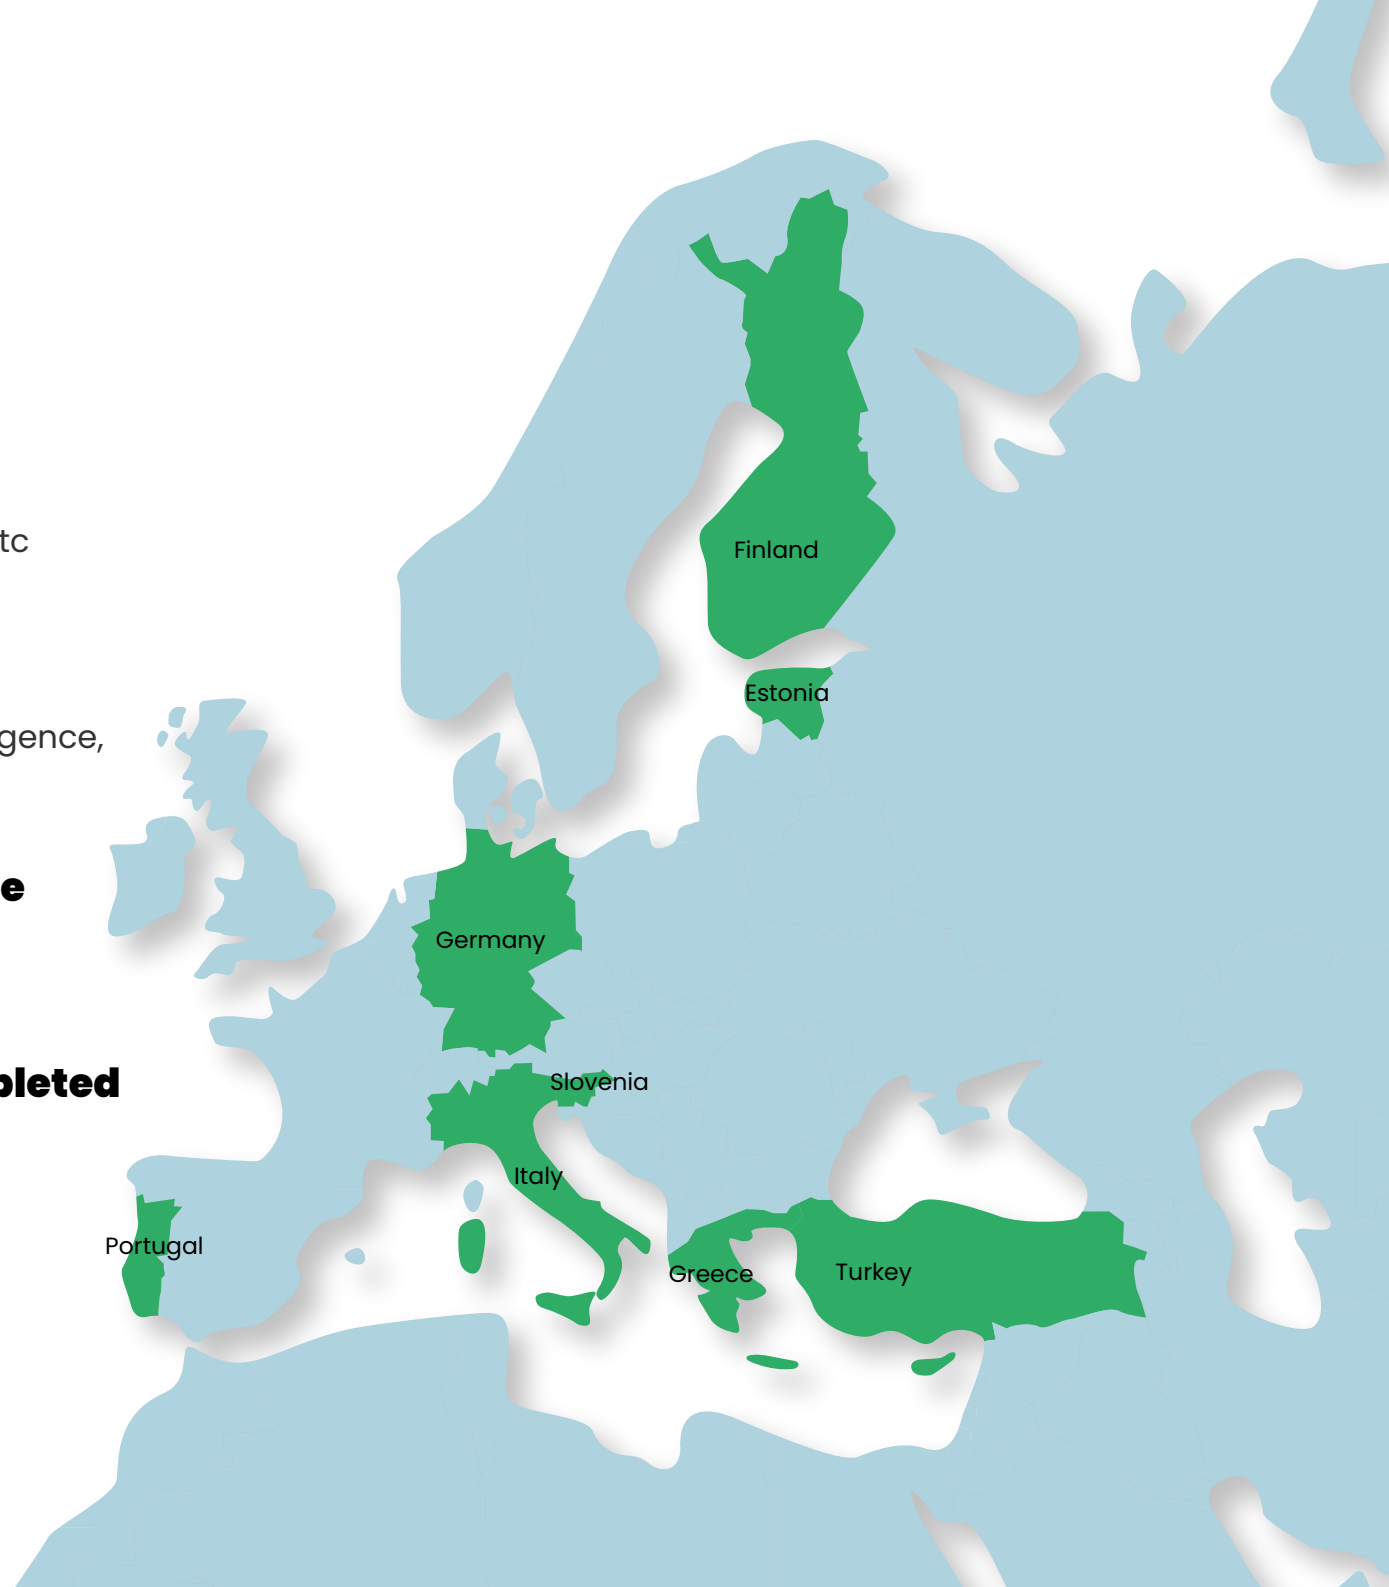 tc
Finland
Estonia
gence,
e
Germany
Slovenia
pleted
Italy
Portugal
Greece
Turkey